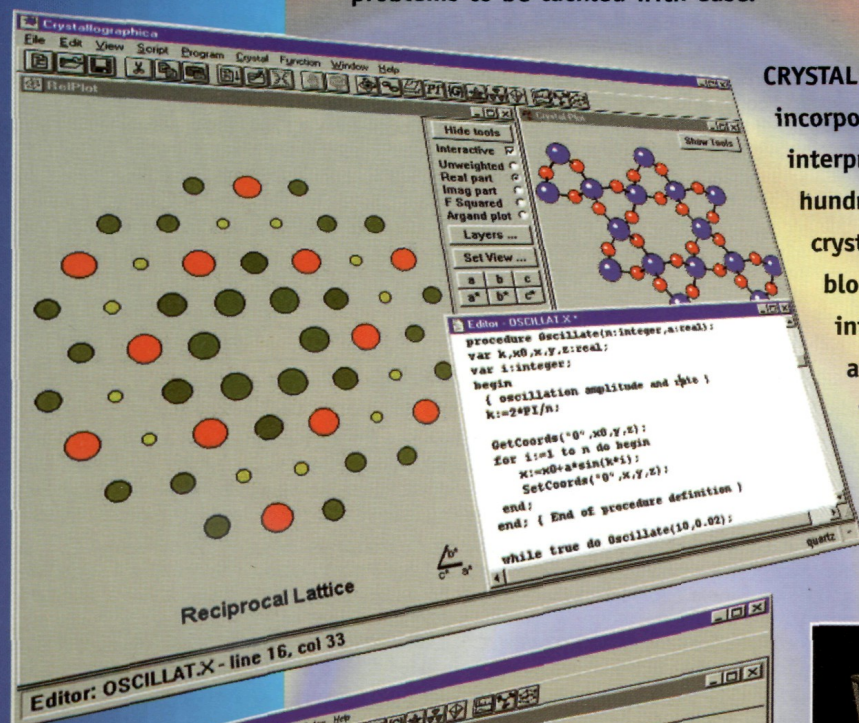 problems to be tackled with ease.
CRYSTAL
incorpo
interpr
hundr
cryst
blo
in
a
Crystallographica
File Edit View Script Program Crystal Function Window Help
RelPlot
Hide tools
Interactive
Unweighted
Real part
Imag part
F Squared
Argand plot
Layers ...
Set View ...
a b c
a* b* c*
Crystal Plot
Show Tools
Editor - OSCILLAT.X *
procedure Oscillate(n:integer,a:real);
var k,x0,x,y,z:real;
var i:integer;
begin
{ oscillation amplitude and rate }
k:=2*PI/n;
GetCoords("O",x0,y,z);
for i:=1 to n do begin
x:=x0+a*sin(k*i);
SetCoords("O",x,y,z);
end;
end; { End of procedure definition }
while true do Oscillate(10,0.02);
quartz
b*
c* a*
Reciprocal Lattice
Editor: OSCILLAT.X - line 16, col 33
Help